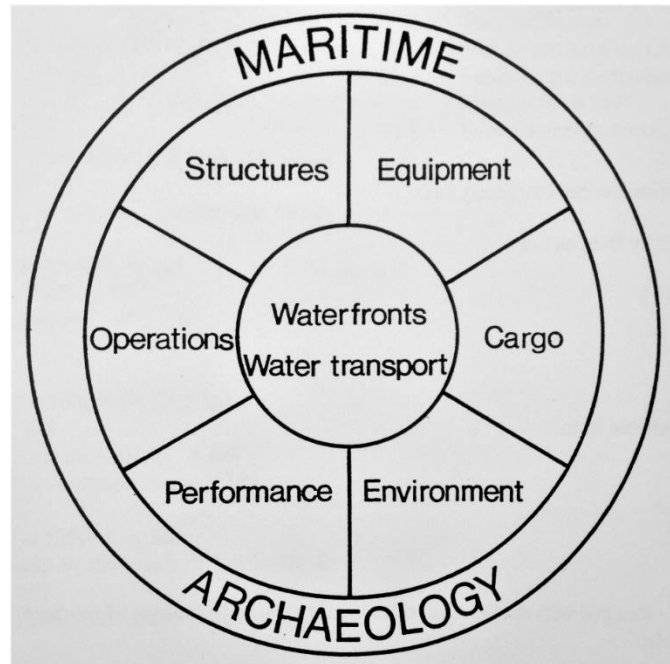 MARITIME
Structures
Equipment
Operations
Waterfronts
Water transport
Cargo
Performance
Environment
ARCHAEOLOGY